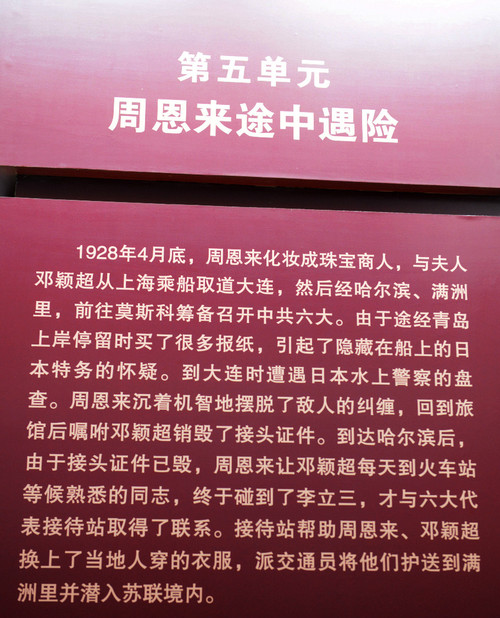 第五单元
周恩来途中遇险
1928年4月底，周恩来化妆成珠宝商人，与夫人
邓颖超从上海乘船取道大连，然后经哈尔滨、满洲
里，前往莫斯科筹备召开中共六大。由于途经青岛
上岸停留时买了很多报纸，引起了隐藏在船上的日
本特务的怀疑。到大连时遭遇日本水上警察的盘
查。周恩来沉着机智地摆脱了敌人的纠缠，回到旅
馆后嘱咐邓颖超销毁了接头证件。到达哈尔滨后，
由于接头证件已毁，周恩来让邓颖超每天到火车站
等候熟悉的同志，终于碰到了李立三，才与六大代
表接待站取得了联系。接待站帮助周恩来、邓颖超
换上了当地人穿的衣服，派交通员将他们护送到满
洲里并潜入苏联境内。